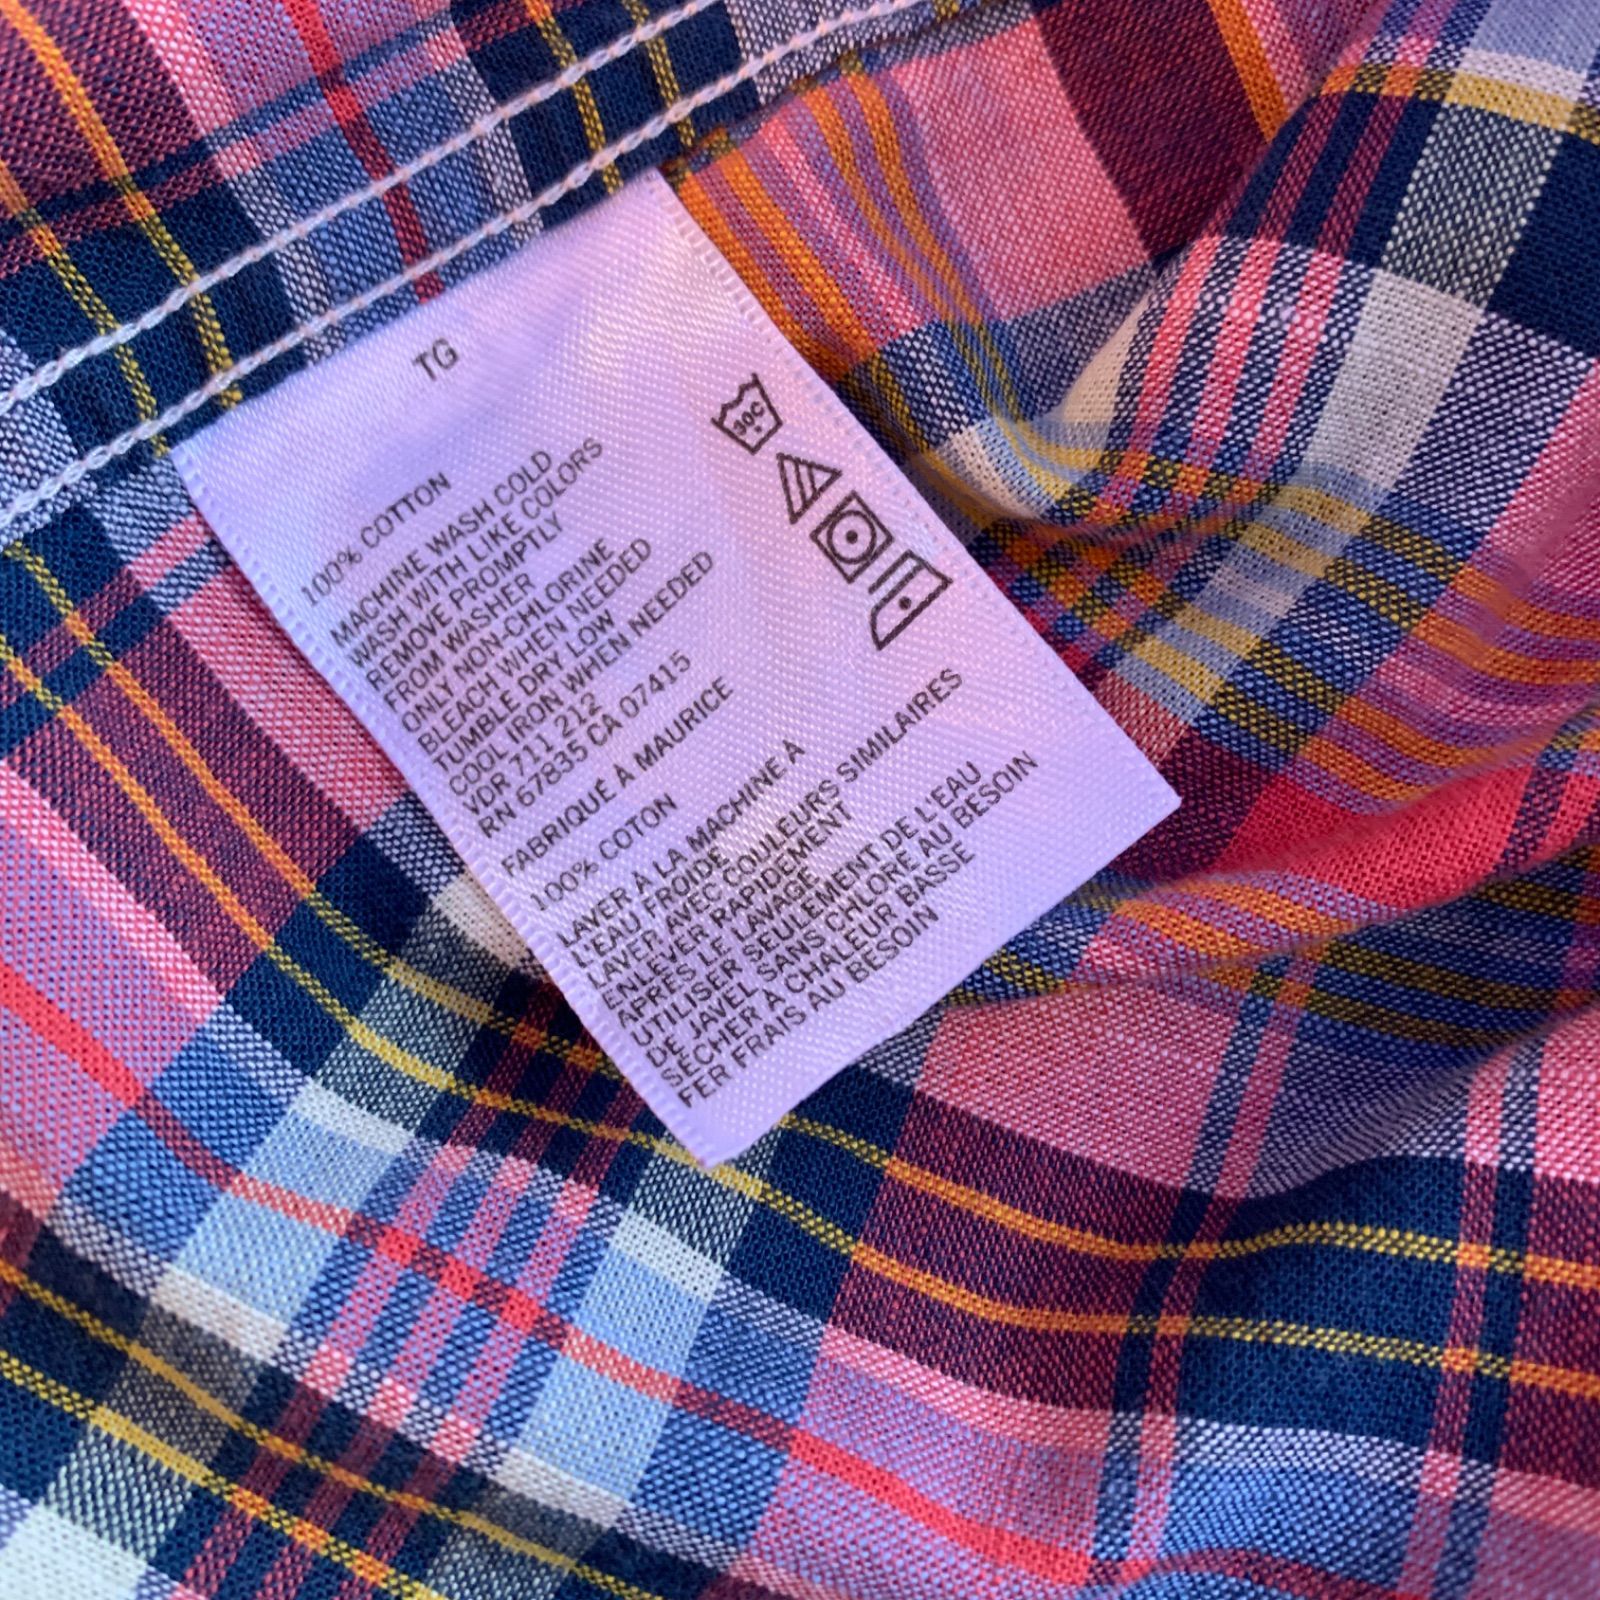 TG
30C
100% COTTON
MACHINE WASH COLD
WASH WITH LIKE COLORS
REMOVE PROMPTLY
FROM WASHER
ONLY NON-CHLORINE
BLEACH WHEN NEEDED
TUMBLE DRY LOW
COOL IRON WHEN NEEDED
VDR 711 212
RN 67835 CA 07415
FABRIQUÉ À MAURICE
100% COTON
LAVER À LA MACHINE À
L'EAU FROIDE
LAVER AVEC COULEURS SIMILAIRES
ENLEVER RAPIDEMENT
APRÈS LE LAVAGE
UTILISER SEULEMENT DE L'EAU
DE JAVEL SANS CHLORE AU BESOIN
SÉCHER À CHALEUR BASSE
FER FRAIS AU BESOIN